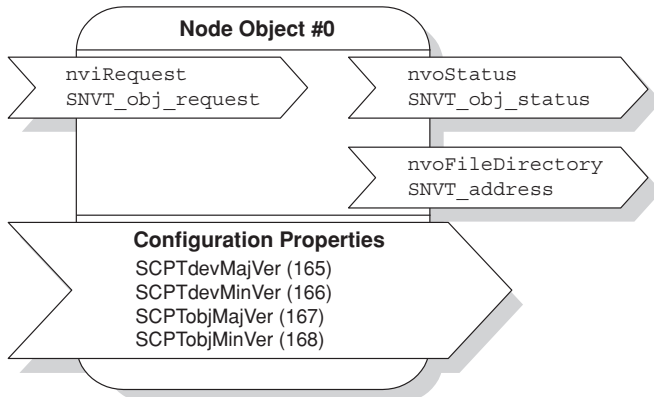 Node Object #0
nviRequest
SNVT_obj_request
nvoStatus
SNVT_obj_status
nvoFileDirectory
SNVT_address
Configuration Properties
SCPTdevMajVer (165)
SCPTdevMinVer (166)
SCPTobjMajVer (167)
SCPTobjMinVer (168)